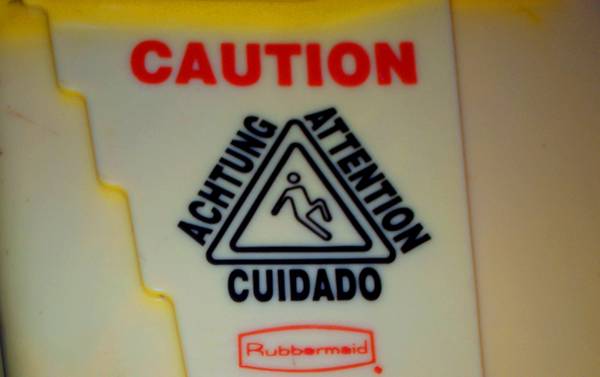 CAUTION
ACHTUNG
ATTENTION
CUIDADO
Rubbermaid